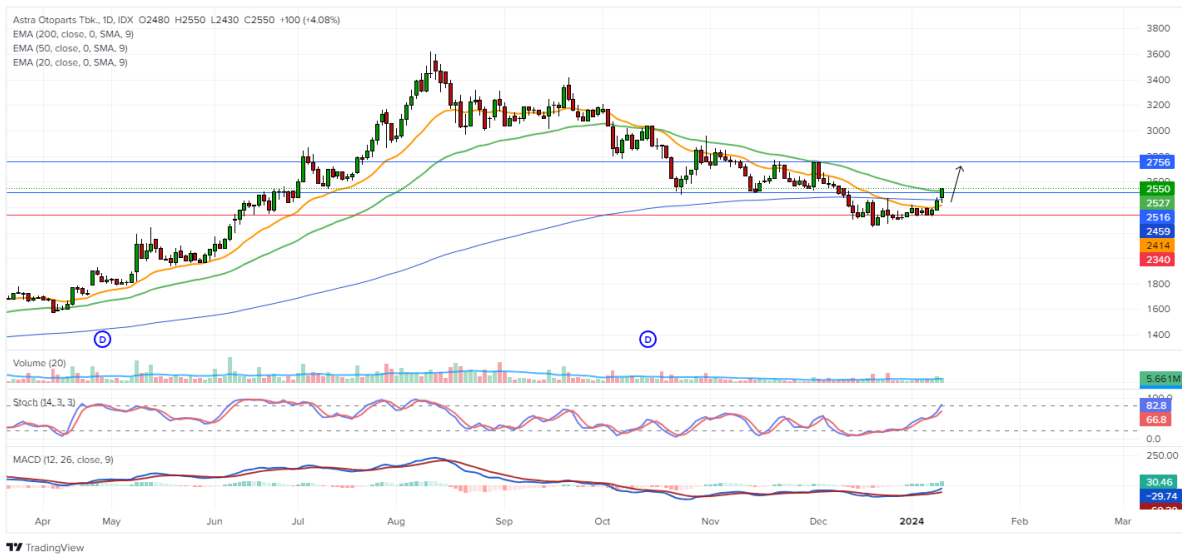 Astra Otoparts Tbk., 1D, IDX O2480 H2550 L2430 C2550 +100 (+4.08%)
EMA (200, close, 0, SMA, 9)
EMA (50, close, 0, SMA, 9)
EMA (20, close, 0, SMA, 9)
3800
3600
3400
3200
3000
2756
2550
2527
2516
2459
2414
2340
2000
1800
1600
1400
D
D
Volume (20)
5.661M
Stoch (14, 3, 3)
82.8
66.8
0.0
MACD (12, 26, close, 9)
250.00
30.46
−29.74
Apr May Jun Jul Aug Sep Oct Nov Dec 2024 Feb Mar
TradingView